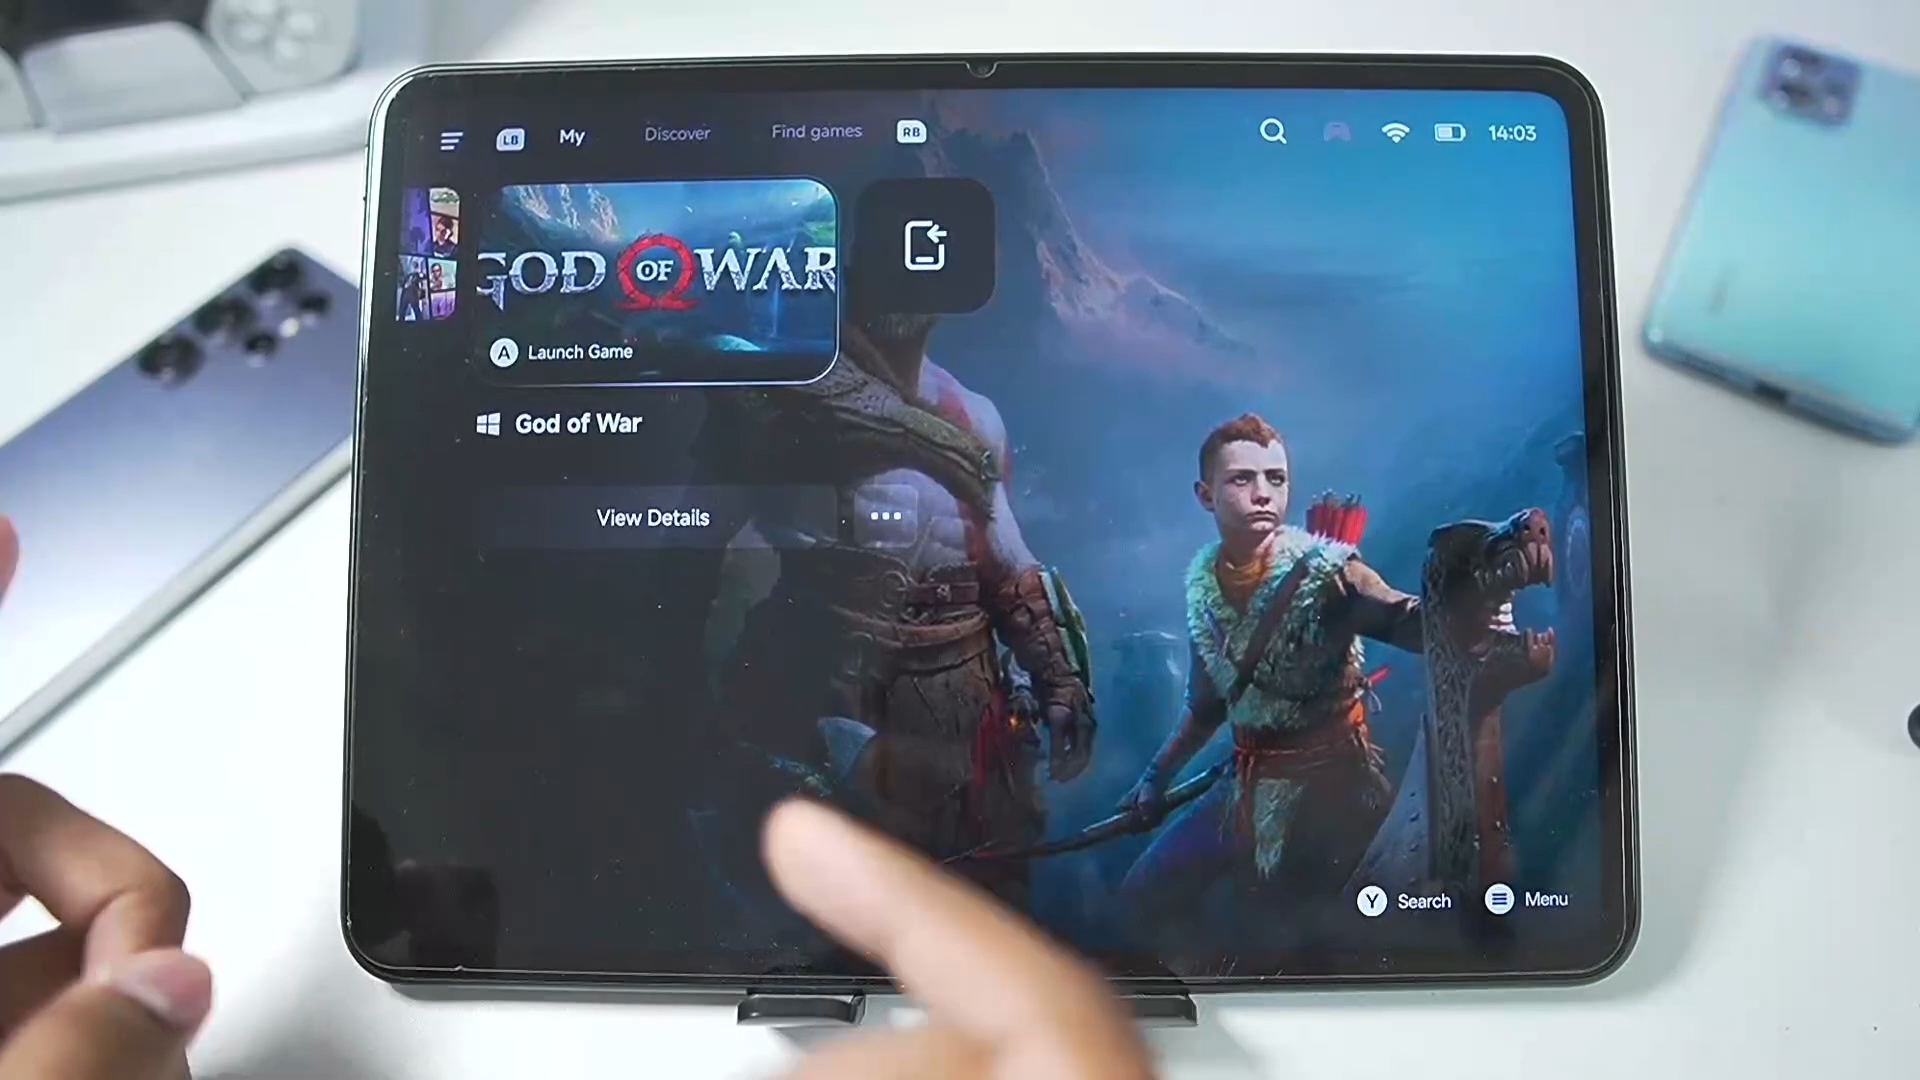 LB My Discover Find games RB 14:03
GOD OF WAR
A Launch Game
God of War
View Details
Y Search Menu